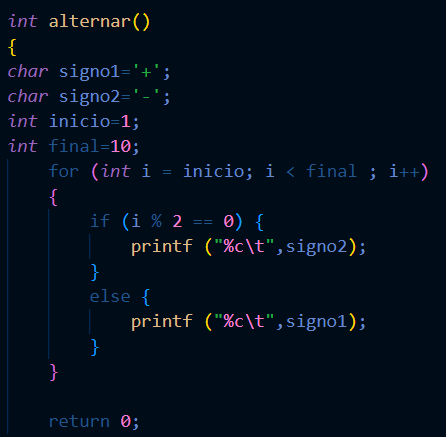 int alternar()
{
char signo1='+';
char signo2='-';
int inicio=1;
int final=10;
    for (int i = inicio; i < final ; i++)
    {
        if (i % 2 == 0) {
            printf ("%c\t",signo2);
        }
        else {
            printf ("%c\t",signo1);
        }
    }

    return 0;